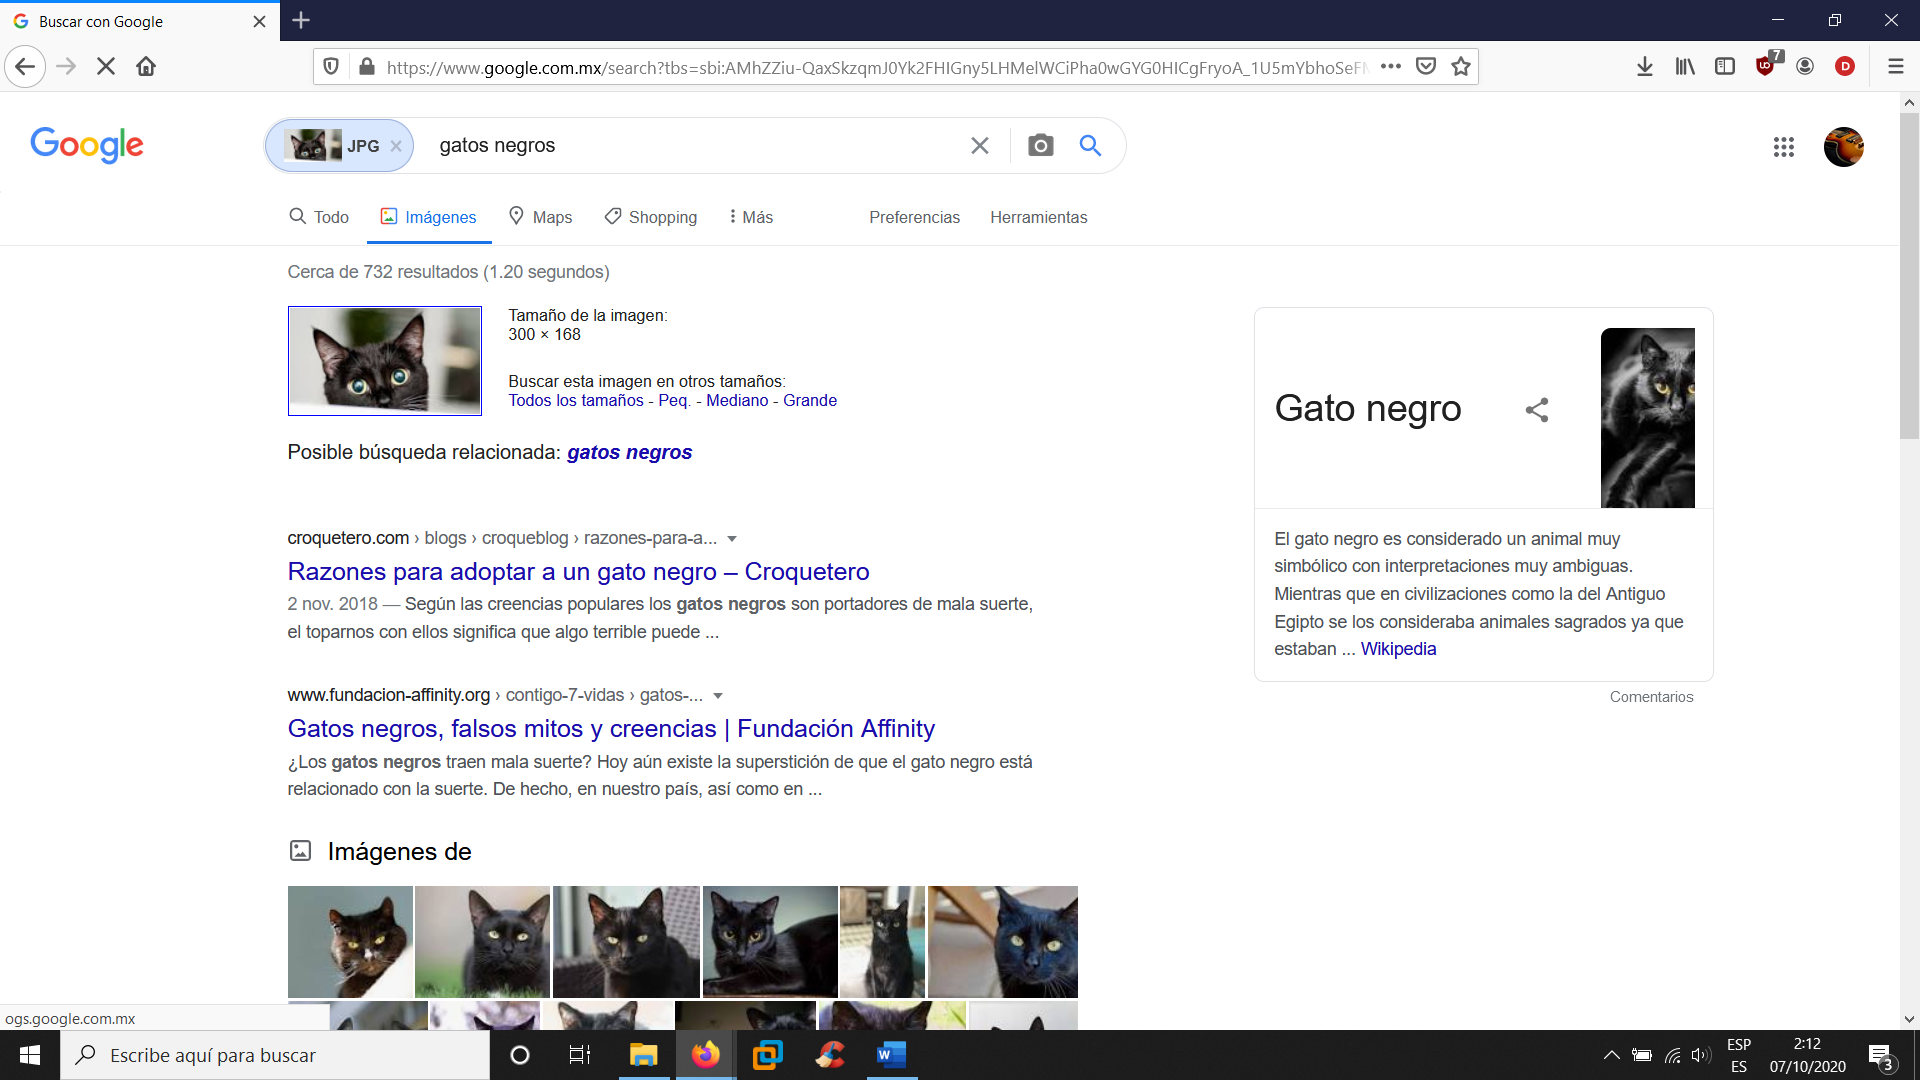 Buscar con Google
https://www.google.com.mx/search?tbs=sbi:AMhZZiu-QaxSkzqmJ0Yk2FHIGny5LHMelWCiPha0wGYG0HICgFryoA_1U5mYbhoSeFM
7
D
Google
JPG
gatos negros
Todo
Imágenes
Maps
Shopping
Más
Preferencias
Herramientas
Cerca de 732 resultados (1.20 segundos)
Tamaño de la imagen:
300 × 168
Buscar esta imagen en otros tamaños:
Todos los tamaños - Peq. - Mediano - Grande
Posible búsqueda relacionada: gatos negros
croquetero.com › blogs › croqueblog › razones-para-a...
Razones para adoptar a un gato negro – Croquetero
2 nov. 2018 — Según las creencias populares los gatos negros son portadores de mala suerte,
el toparnos con ellos significa que algo terrible puede ...
www.fundacion-affinity.org › contigo-7-vidas › gatos-...
Gatos negros, falsos mitos y creencias | Fundación Affinity
¿Los gatos negros traen mala suerte? Hoy aún existe la superstición de que el gato negro está
relacionado con la suerte. De hecho, en nuestro país, así como en ...
Imágenes de
Gato negro
El gato negro es considerado un animal muy
simbólico con interpretaciones muy ambiguas.
Mientras que en civilizaciones como la del Antiguo
Egipto se los consideraba animales sagrados ya que
estaban ... Wikipedia
Comentarios
ogs.google.com.mx
Escribe aquí para buscar
W
ESP
ES
2:12
07/10/2020
3